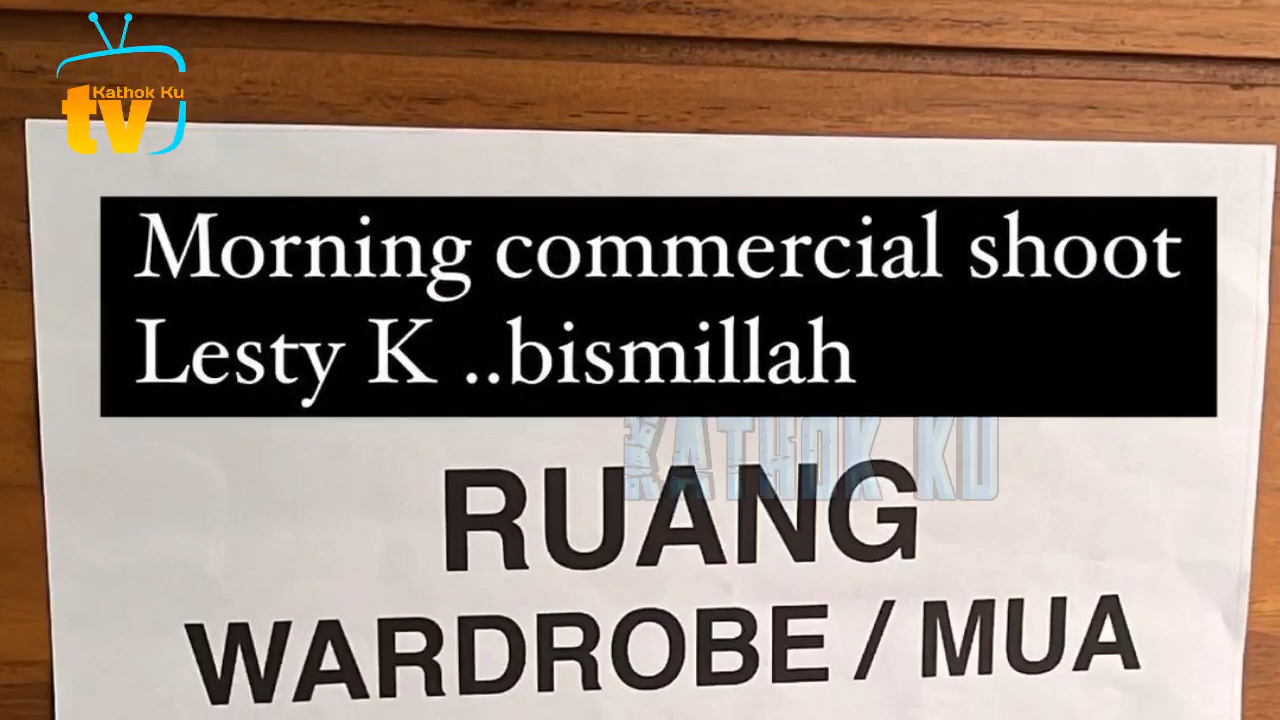 Kathok Ku
tv
Morning commercial shoot
Lesty K ..bismillah
KATHOK KU
RUANG
WARDROBE / MUA